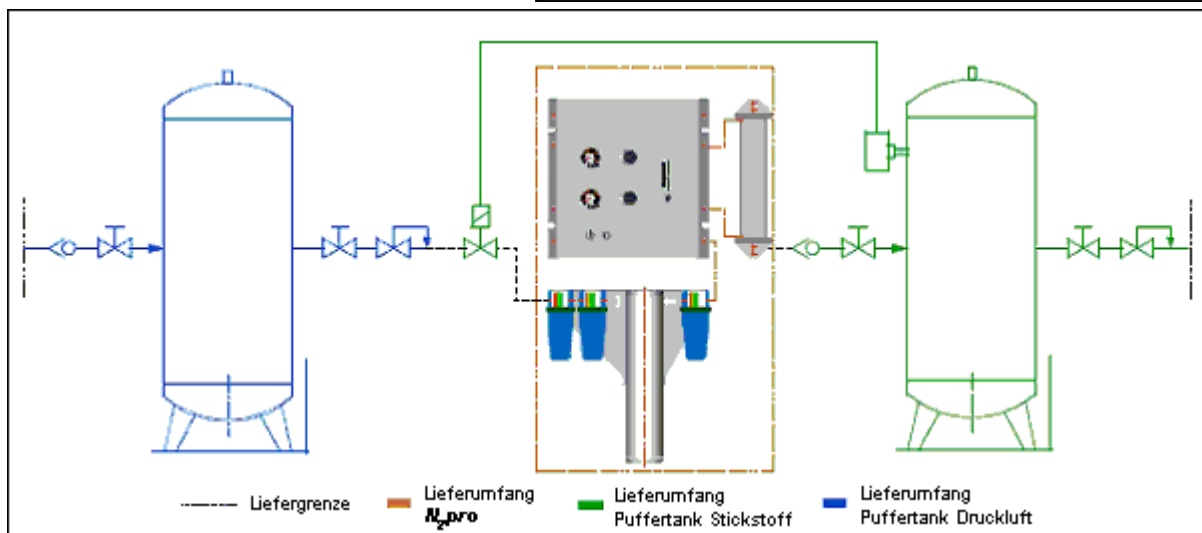 Liefergrenze
Lieferumfang
N2pro
Lieferumfang
Puffertank Stickstoff
Lieferumfang
Puffertank Druckluft